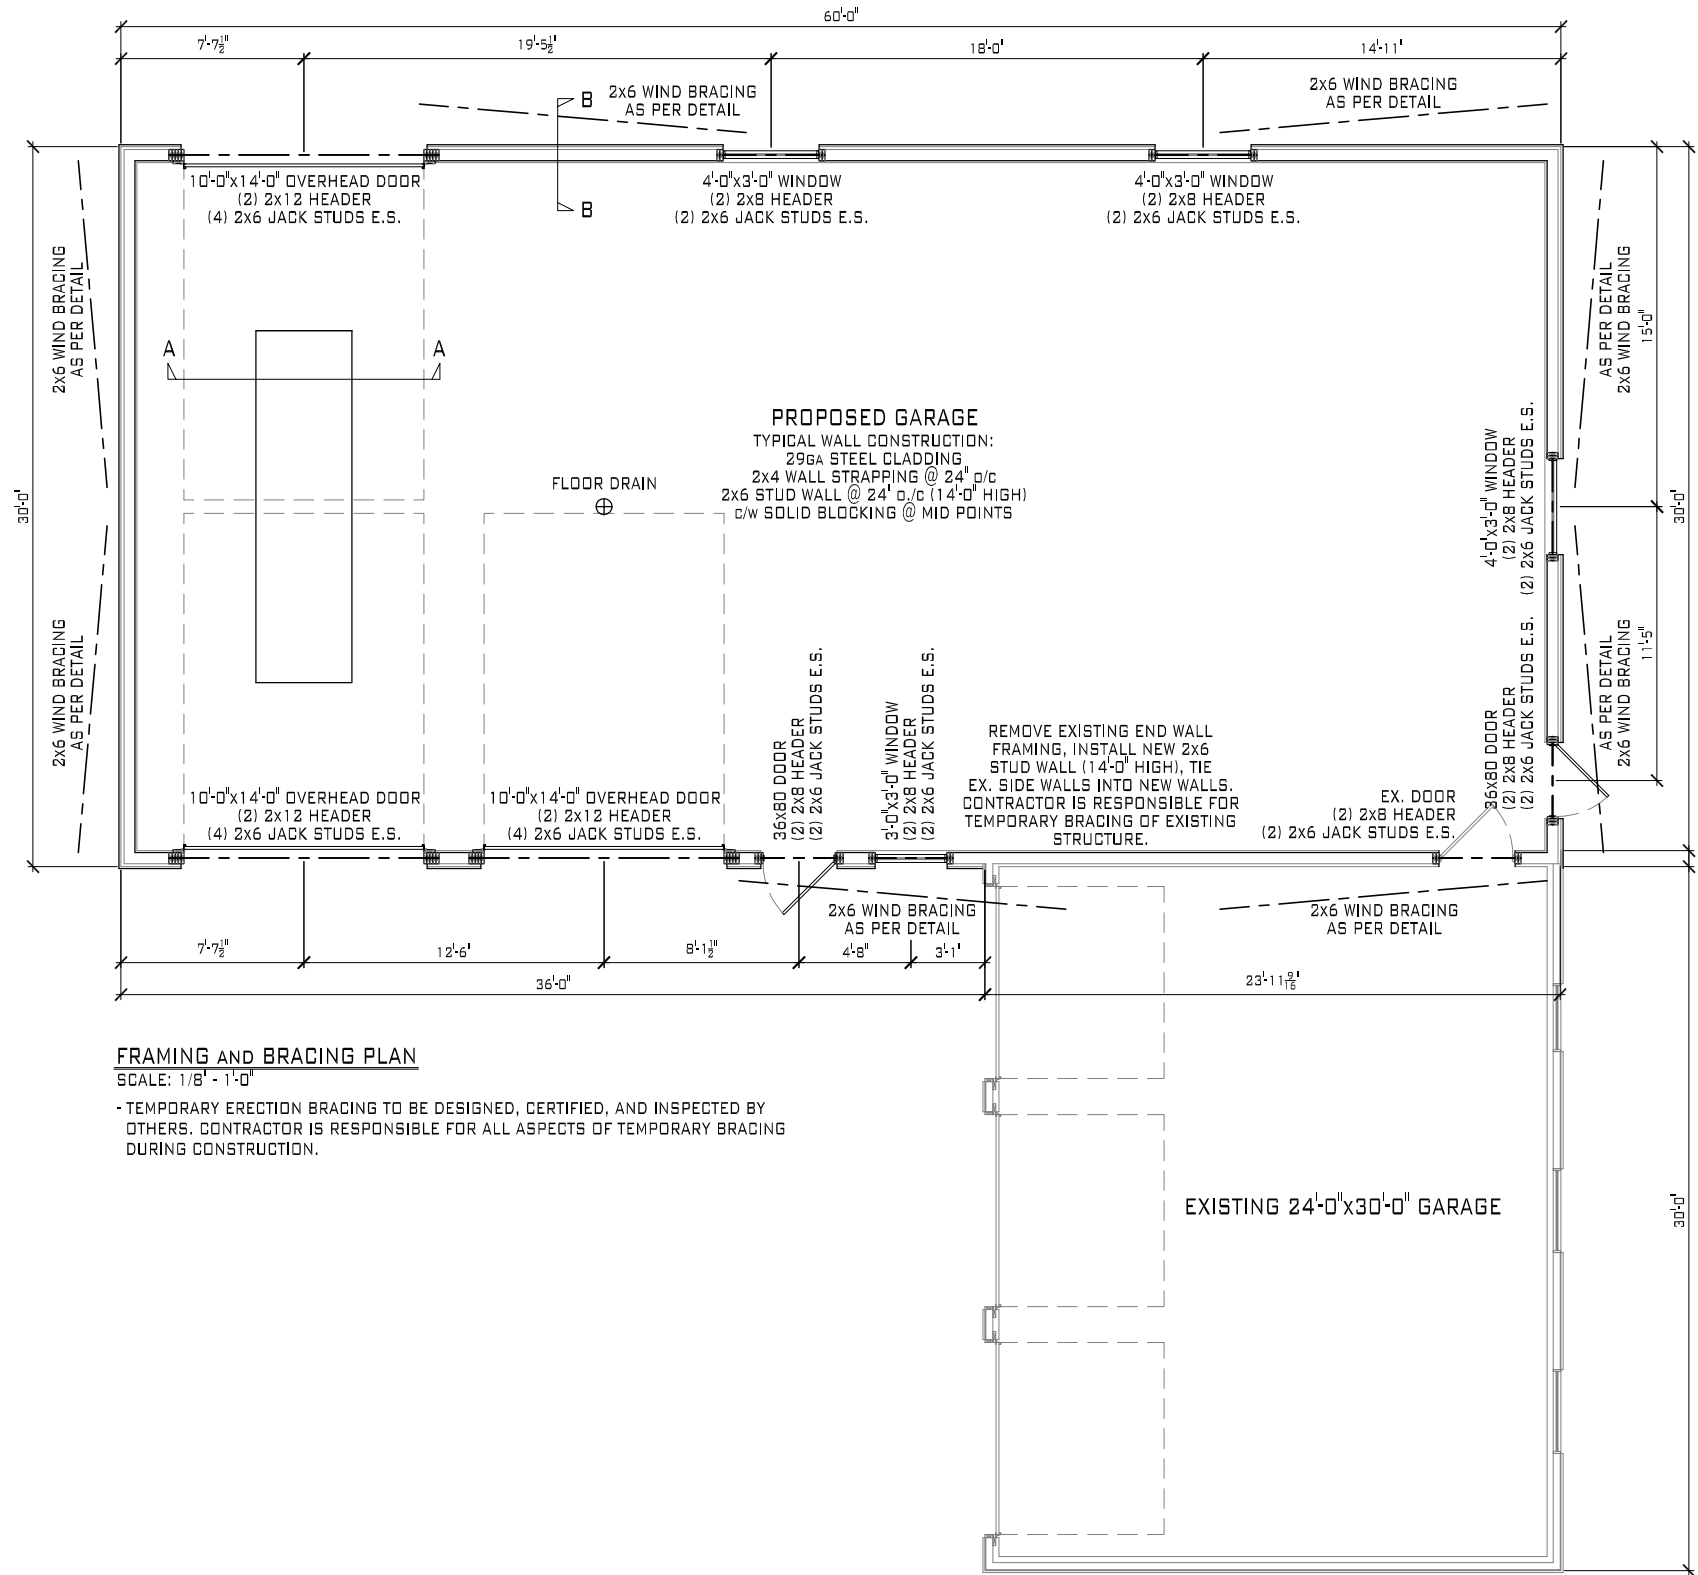 60'-0"
7'-7½"
19'-5½"
18'-0"
14'-11"
2x6 WIND BRACING
AS PER DETAIL
B
B
2x6 WIND BRACING
AS PER DETAIL
10'-0"x14'-0" OVERHEAD DOOR
(2) 2x12 HEADER
(4) 2x6 JACK STUDS E.S.
4'-0"x3'-0" WINDOW
(2) 2x8 HEADER
(2) 2x6 JACK STUDS E.S.
4'-0"x3'-0" WINDOW
(2) 2x8 HEADER
(2) 2x6 JACK STUDS E.S.
2x6 WIND BRACING
AS PER DETAIL
AS PER DETAIL
2x6 WIND BRACING
15'-0"
A
A
30'-0"
30'-0"
PROPOSED GARAGE
TYPICAL WALL CONSTRUCTION:
29GA STEEL CLADDING
2x4 WALL STRAPPING @ 24" o/c
2x6 STUD WALL @ 24" o./c (14'-0" HIGH)
c/w SOLID BLOCKING @ MID POINTS
FLOOR DRAIN
4'-0"x3'-0" WINDOW
(2) 2x8 HEADER
(2) 2x6 JACK STUDS E.S.
2x6 WIND BRACING
AS PER DETAIL
AS PER DETAIL
2x6 WIND BRACING
11'-5"
36x80 DOOR
(2) 2x8 HEADER
(2) 2x6 JACK STUDS E.S.
3'-0"x3'-0" WINDOW
(2) 2x8 HEADER
(2) 2x6 JACK STUDS E.S.
REMOVE EXISTING END WALL
FRAMING, INSTALL NEW 2x6
STUD WALL (14'-0" HIGH), TIE
EX. SIDE WALLS INTO NEW WALLS.
CONTRACTOR IS RESPONSIBLE FOR
TEMPORARY BRACING OF EXISTING
STRUCTURE.
36x80 DOOR
(2) 2x8 HEADER
(2) 2x6 JACK STUDS E.S.
EX. DOOR
(2) 2x8 HEADER
(2) 2x6 JACK STUDS E.S.
10'-0"x14'-0" OVERHEAD DOOR
(2) 2x12 HEADER
(4) 2x6 JACK STUDS E.S.
10'-0"x14'-0" OVERHEAD DOOR
(2) 2x12 HEADER
(4) 2x6 JACK STUDS E.S.
2x6 WIND BRACING
AS PER DETAIL
2x6 WIND BRACING
AS PER DETAIL
7'-7½"
12'-6"
8'-1½"
4'-8"
3'-1"
36'-0"
23'-11 9/16"
FRAMING AND BRACING PLAN
SCALE: 1/8" - 1'-0"
- TEMPORARY ERECTION BRACING TO BE DESIGNED, CERTIFIED, AND INSPECTED BY
OTHERS. CONTRACTOR IS RESPONSIBLE FOR ALL ASPECTS OF TEMPORARY BRACING
DURING CONSTRUCTION.
EXISTING 24'-0"x30'-0" GARAGE
30'-0"